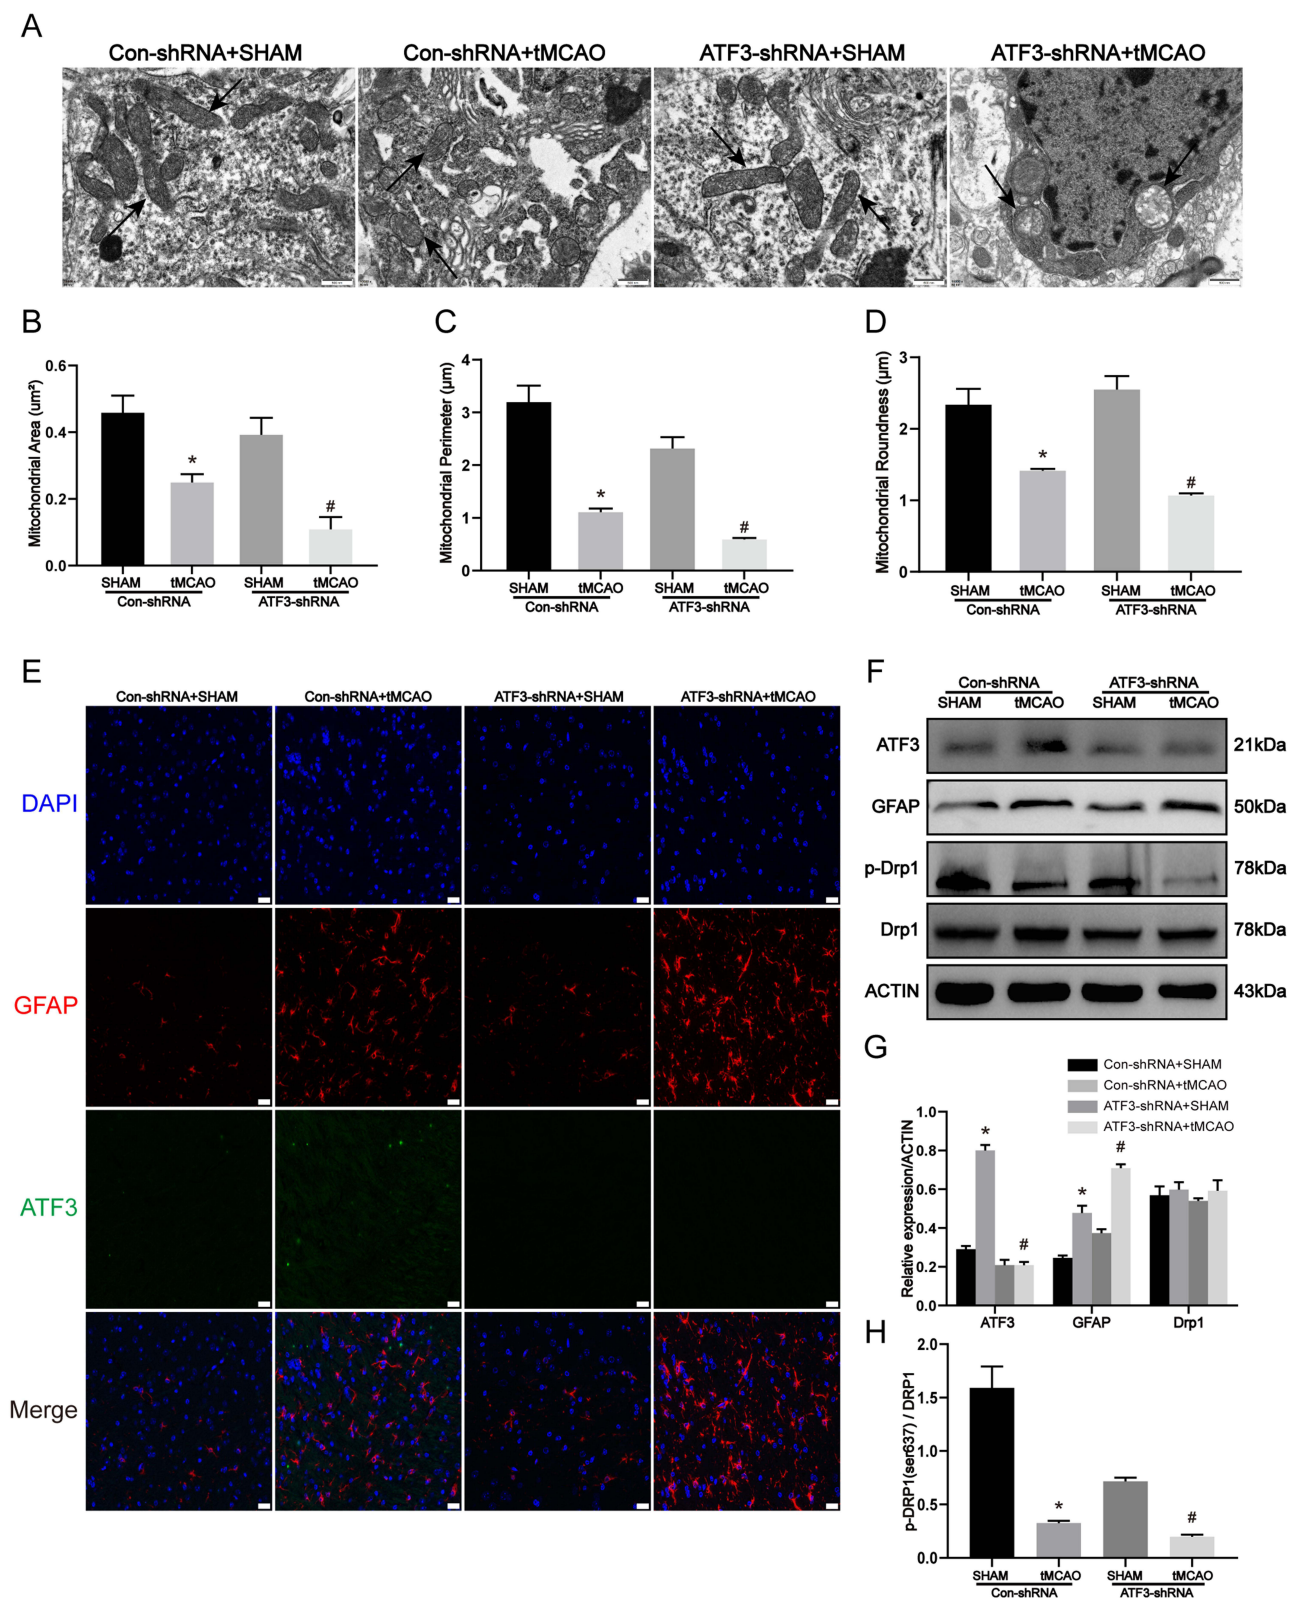 A
Con-shRNA+SHAM
Con-shRNA+tMCAO
ATF3-shRNA+SHAM
ATF3-shRNA+tMCAO
B
Mitochondrial Area (um²)
0.6
0.4
0.2
0.0
*
#
SHAM
tMCAO
SHAM
tMCAO
Con-shRNA
ATF3-shRNA
C
Mitochondrial Perimeter (μm)
4
3
2
1
0
*
#
SHAM
tMCAO
SHAM
tMCAO
Con-shRNA
ATF3-shRNA
D
Mitochondrial Roundness (μm)
3
2
1
0
*
#
SHAM
tMCAO
SHAM
tMCAO
Con-shRNA
ATF3-shRNA
E
Con-shRNA+SHAM
Con-shRNA+tMCAO
ATF3-shRNA+SHAM
ATF3-shRNA+tMCAO
DAPI
GFAP
ATF3
Merge
F
Con-shRNA
ATF3-shRNA
SHAM
tMCAO
SHAM
tMCAO
ATF3
21kDa
GFAP
50kDa
p-Drp1
78kDa
Drp1
78kDa
ACTIN
43kDa
G
Con-shRNA+SHAM
Con-shRNA+tMCAO
ATF3-shRNA+SHAM
ATF3-shRNA+tMCAO
Relative expression/ACTIN
1.0
0.8
0.6
0.4
0.2
0.0
*
#
*
#
ATF3
GFAP
Drp1
H
p-DRP1(ser637) / DRP1
2.0
1.5
1.0
0.5
0.0
*
#
SHAM
tMCAO
SHAM
tMCAO
Con-shRNA
ATF3-shRNA